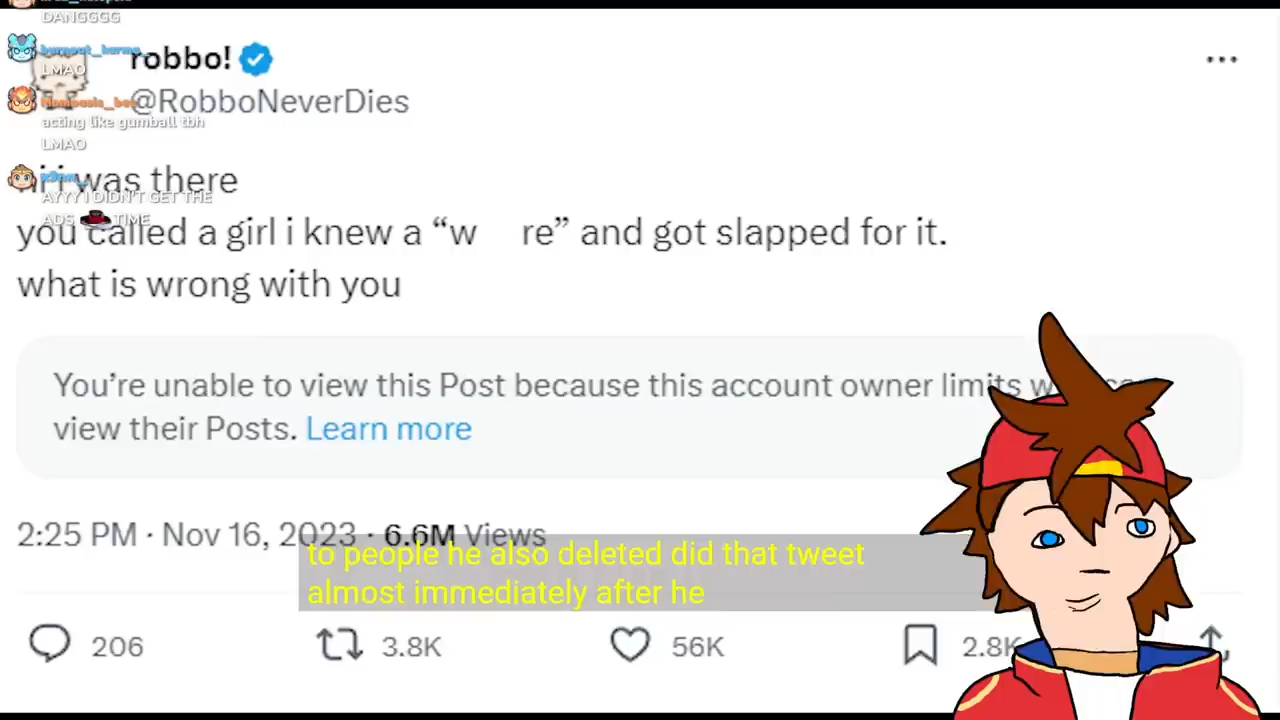 DANGGGG
LMAO
robbo!
@RobboNeverDies
acting like gumball tbh
LMAO
hi i was there
AYYY I DIDN'T GET THE
ADS TIME
you called a girl i knew a “w re” and got slapped for it.
what is wrong with you
You’re unable to view this Post because this account owner limits
view their Posts. Learn more
2:25 PM · Nov 16, 2023 · 6.6M Views
to people he also deleted did that tweet
almost immediately after he
206
3.8K
56K
2.8K